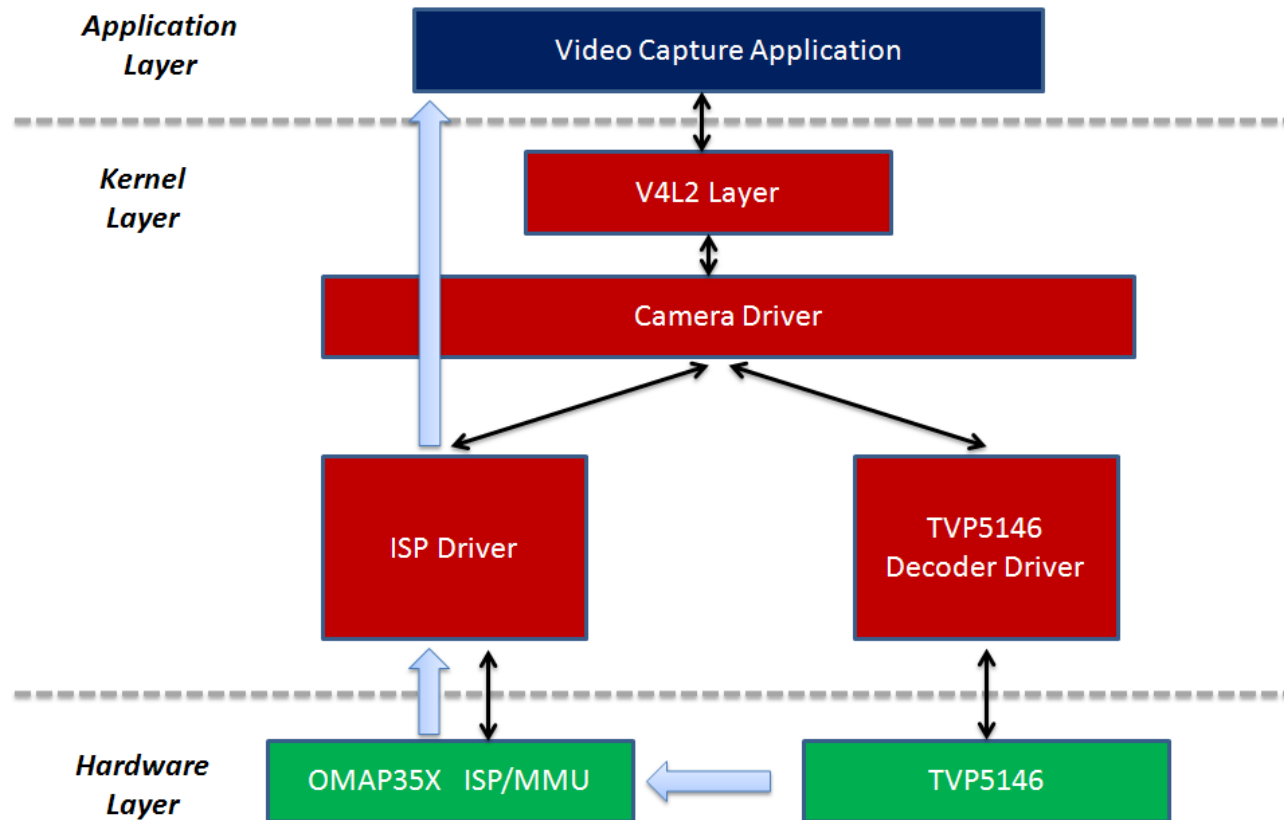 Application
Layer
Video Capture Application
Kernel
Layer
V4L2 Layer
Camera Driver
ISP Driver
TVP5146
Decoder Driver
Hardware
Layer
OMAP35X ISP/MMU
TVP5146